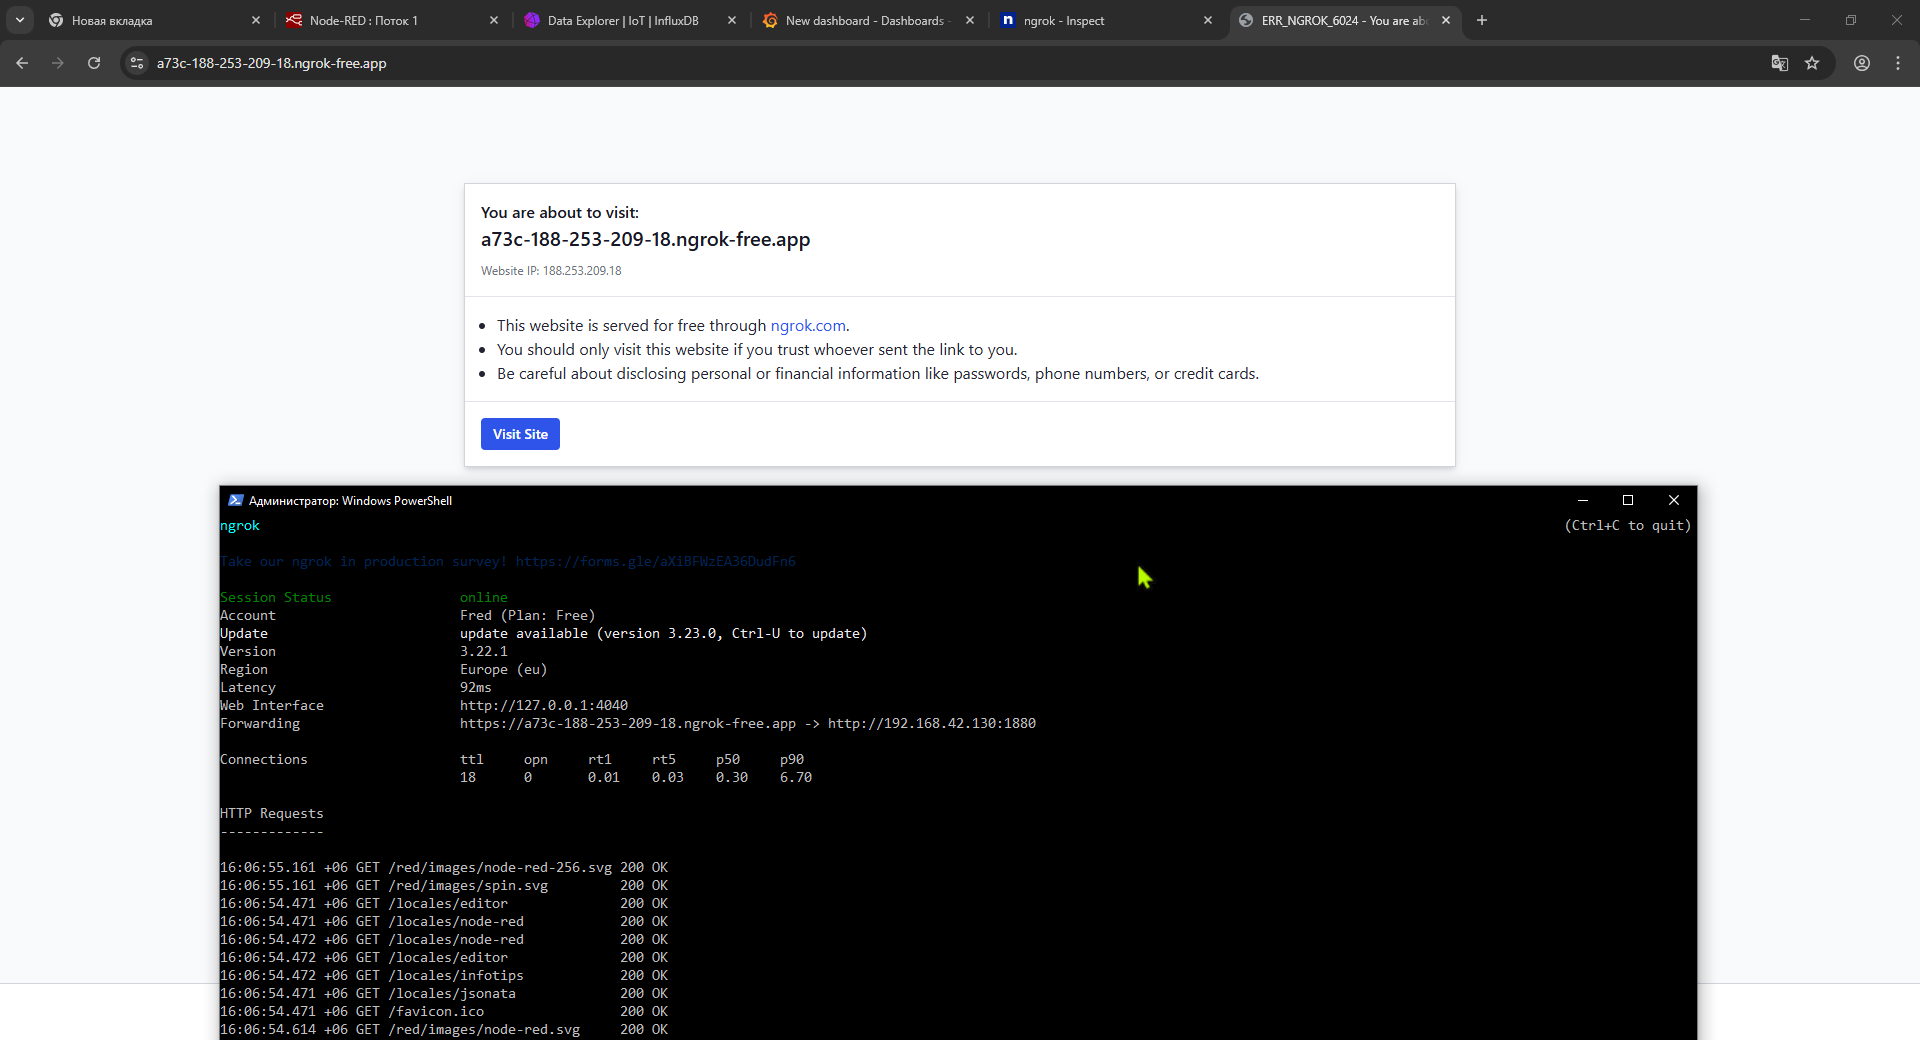 Новая вкладка
Node-RED : Поток 1
Data Explorer | IoT | InfluxDB
New dashboard - Dashboards -
ngrok - Inspect
ERR_NGROK_6024 - You are ab
a73c-188-253-209-18.ngrok-free.app
You are about to visit:
a73c-188-253-209-18.ngrok-free.app
Website IP: 188.253.209.18
This website is served for free through ngrok.com.
You should only visit this website if you trust whoever sent the link to you.
Be careful about disclosing personal or financial information like passwords, phone numbers, or credit cards.
Visit Site
Администратор: Windows PowerShell
ngrok (Ctrl+C to quit)
Take our ngrok in production survey! https://forms.gle/aXiBFWzEA36DudFn6
Session Status online
Account Fred (Plan: Free)
Update update available (version 3.23.0, Ctrl-U to update)
Version 3.22.1
Region Europe (eu)
Latency 92ms
Web Interface http://127.0.0.1:4040
Forwarding https://a73c-188-253-209-18.ngrok-free.app -> http://192.168.42.130:1880
Connections ttl opn rt1 rt5 p50 p90
18 0 0.01 0.03 0.30 6.70
HTTP Requests
-------------
16:06:55.161 +06 GET /red/images/node-red-256.svg 200 OK
16:06:55.161 +06 GET /red/images/spin.svg 200 OK
16:06:54.471 +06 GET /locales/editor 200 OK
16:06:54.471 +06 GET /locales/node-red 200 OK
16:06:54.472 +06 GET /locales/node-red 200 OK
16:06:54.472 +06 GET /locales/editor 200 OK
16:06:54.472 +06 GET /locales/infotips 200 OK
16:06:54.471 +06 GET /locales/jsonata 200 OK
16:06:54.471 +06 GET /favicon.ico 200 OK
16:06:54.614 +06 GET /red/images/node-red.svg 200 OK